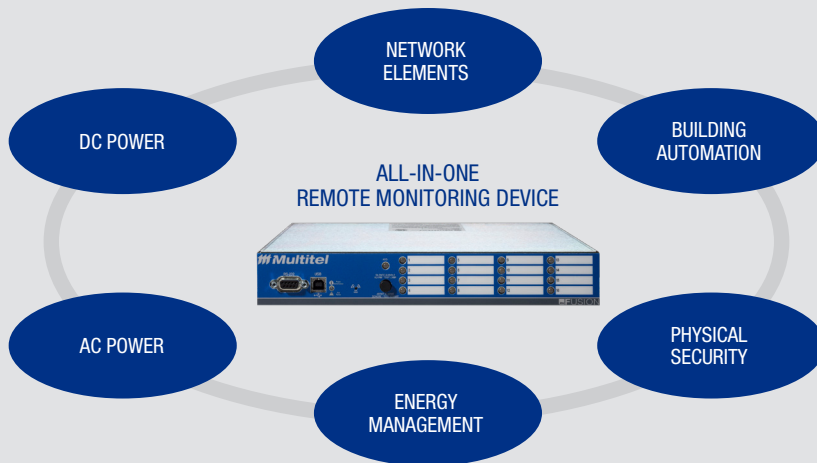 NETWORK
ELEMENTS
DC POWER
BUILDING
AUTOMATION
ALL-IN-ONE
REMOTE MONITORING DEVICE
Multitel
FUSION
AC POWER
PHYSICAL
SECURITY
ENERGY
MANAGEMENT